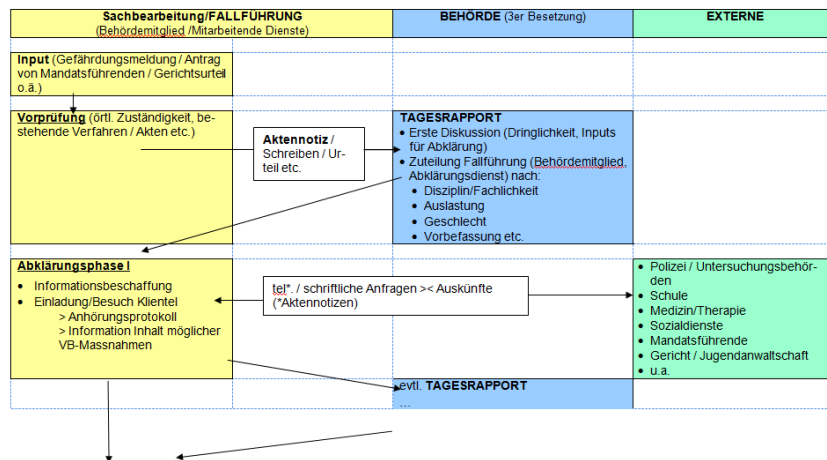 Sachbearbeitung/FALLFÜHRUNG
(Behördemitglied /Mitarbeitende Dienste)
BEHÖRDE (3er Besetzung)
EXTERNE
Input (Gefährdungsmeldung / Antrag
von Mandatsführenden / Gerichtsurteil
o.ä.)
Vorprüfung (örtl. Zuständigkeit, be-
stehende Verfahren / Akten etc.)
Aktennotiz /
Schreiben / Ur-
teil etc.
TAGESRAPPORT
• Erste Diskussion (Dringlichkeit, Inputs
für Abklärung)
• Zuteilung Fallführung (Behördemitglied,
Abklärungsdienst) nach:
• Disziplin/Fachlichkeit
• Auslastung
• Geschlecht
• Vorbefassung etc.
Abklärungsphase I
• Informationsbeschaffung
• Einladung/Besuch Klientel
> Anhörungsprotokoll
> Information Inhalt möglicher
VB-Massnahmen
tel*. / schriftliche Anfragen >< Auskünfte
(*Aktennotizen)
• Polizei / Untersuchungsbehör-
den
• Schule
• Medizin/Therapie
• Sozialdienste
• Mandatsführende
• Gericht / Jugendanwaltschaft
• u.a.
evtl. TAGESRAPPORT
...